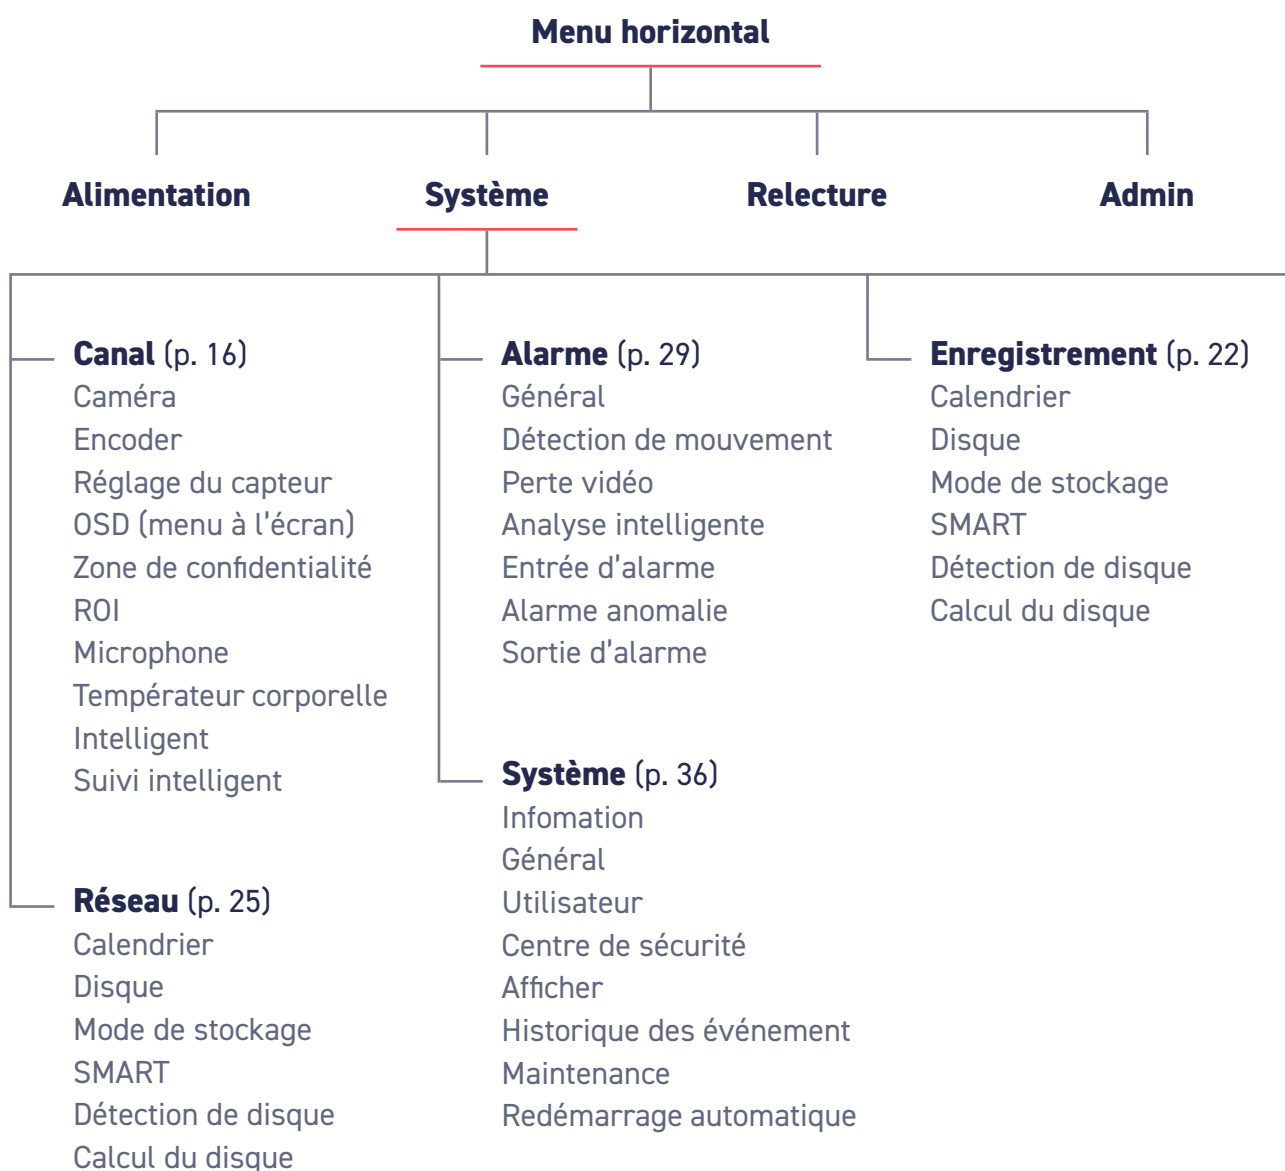 Menu horizontal
Alimentation
Système
Relecture
Admin
Canal (p. 16)
Caméra
Encoder
Réglage du capteur
OSD (menu à l’écran)
Zone de confidentialité
ROI
Microphone
Températeur corporelle
Intelligent
Suivi intelligent
Réseau (p. 25)
Calendrier
Disque
Mode de stockage
SMART
Détection de disque
Calcul du disque
Alarme (p. 29)
Général
Détection de mouvement
Perte vidéo
Analyse intelligente
Entrée d’alarme
Alarme anomalie
Sortie d’alarme
Système (p. 36)
Infomation
Général
Utilisateur
Centre de sécurité
Afficher
Historique des événement
Maintenance
Redémarrage automatique
Enregistrement (p. 22)
Calendrier
Disque
Mode de stockage
SMART
Détection de disque
Calcul du disque